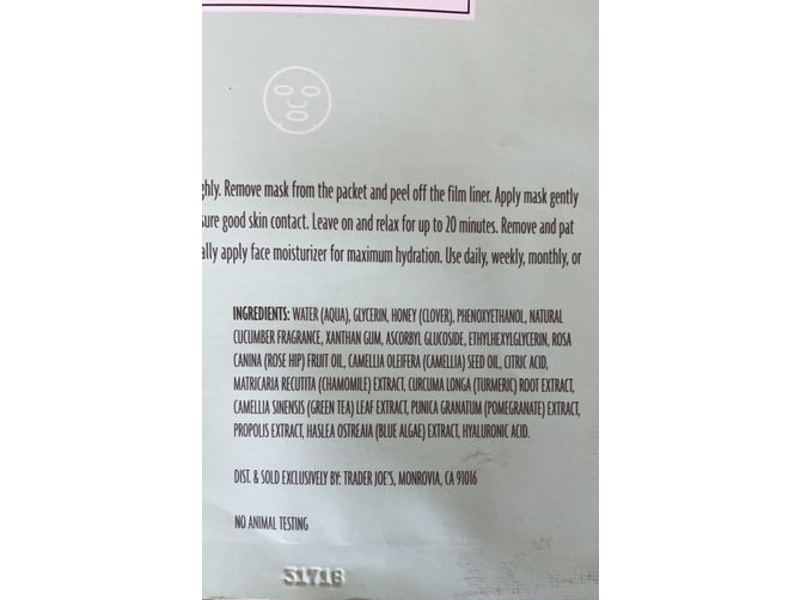 ghly. Remove mask from the packet and peel off the film liner. Apply mask gently
sure good skin contact. Leave on and relax for up to 20 minutes. Remove and pat
ally apply face moisturizer for maximum hydration. Use daily, weekly, monthly, or
INGREDIENTS: WATER (AQUA), GLYCERIN, HONEY (CLOVER), PHENOXYETHANOL, NATURAL
CUCUMBER FRAGRANCE, XANTHAN GUM, ASCORBYL GLUCOSIDE, ETHYLHEXYLGLYCERIN, ROSA
CANINA (ROSE HIP) FRUIT OIL, CAMELLIA OLEIFERA (CAMELLIA) SEED OIL, CITRIC ACID,
MATRICARIA RECUTITA (CHAMOMILE) EXTRACT, CURCUMA LONGA (TURMERIC) ROOT EXTRACT,
CAMELLIA SINENSIS (GREEN TEA) LEAF EXTRACT, PUNICA GRANATUM (POMEGRANATE) EXTRACT,
PROPOLIS EXTRACT, HASLEA OSTREAIA (BLUE ALGAE) EXTRACT, HYALURONIC ACID.
DIST. & SOLD EXCLUSIVELY BY: TRADER JOE'S, MONROVIA, CA 91016
NO ANIMAL TESTING
31718